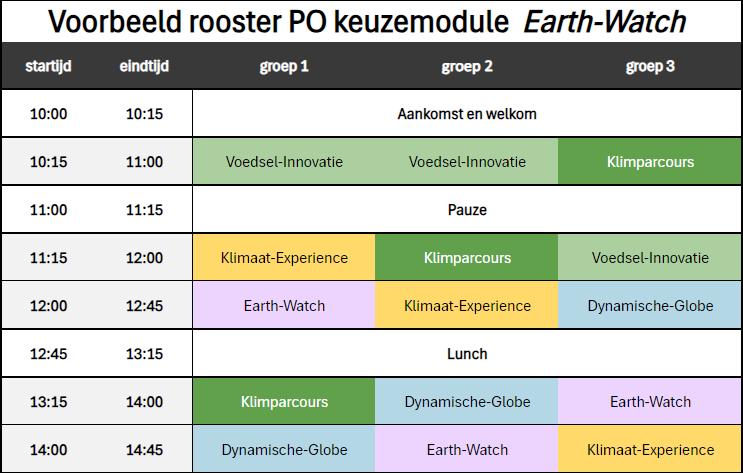 Voorbeeld rooster PO keuzemodule Earth-Watch
startijd eindtijd groep 1 groep 2 groep 3
10:00 10:15 Aankomst en welkom
10:15 11:00 Voedsel-Innovatie Voedsel-Innovatie Klimparcours
11:00 11:15 Pauze
11:15 12:00 Klimaat-Experience Klimparcours Voedsel-Innovatie
12:00 12:45 Earth-Watch Klimaat-Experience Dynamische-Globe
12:45 13:15 Lunch
13:15 14:00 Klimparcours Dynamische-Globe Earth-Watch
14:00 14:45 Dynamische-Globe Earth-Watch Klimaat-Experience